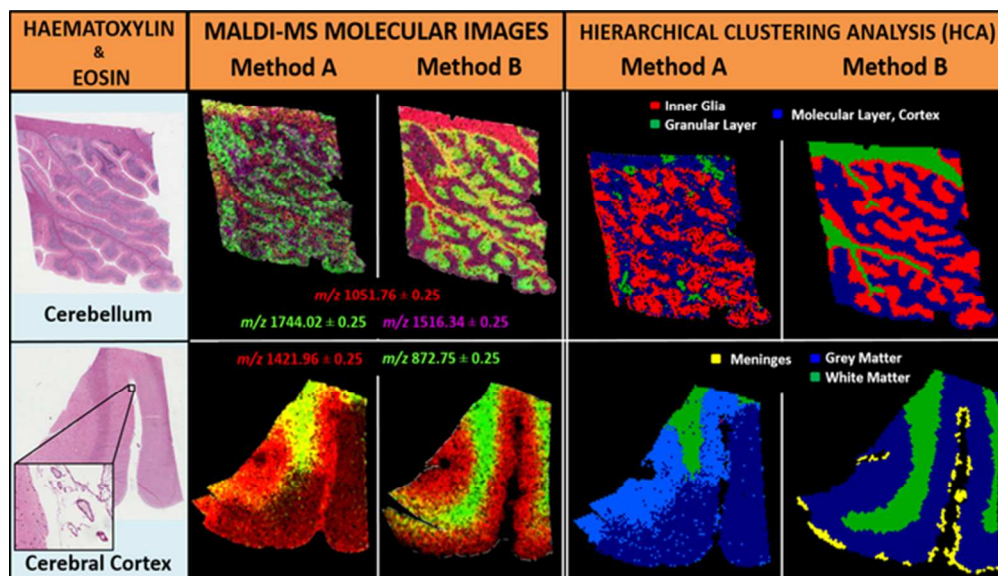 HAEMATOXYLIN
&
EOSIN
MALDI-MS MOLECULAR IMAGES
Method A
Method B
HIERARCHICAL CLUSTERING ANALYSIS (HCA)
Method A
Method B
Cerebellum
m/z 1051.76 ± 0.25
m/z 1744.02 ± 0.25
m/z 1516.34 ± 0.25
Inner Glia
Granular Layer
Molecular Layer, Cortex
Cerebral Cortex
m/z 1421.96 ± 0.25
m/z 872.75 ± 0.25
Meninges
Grey Matter
White Matter